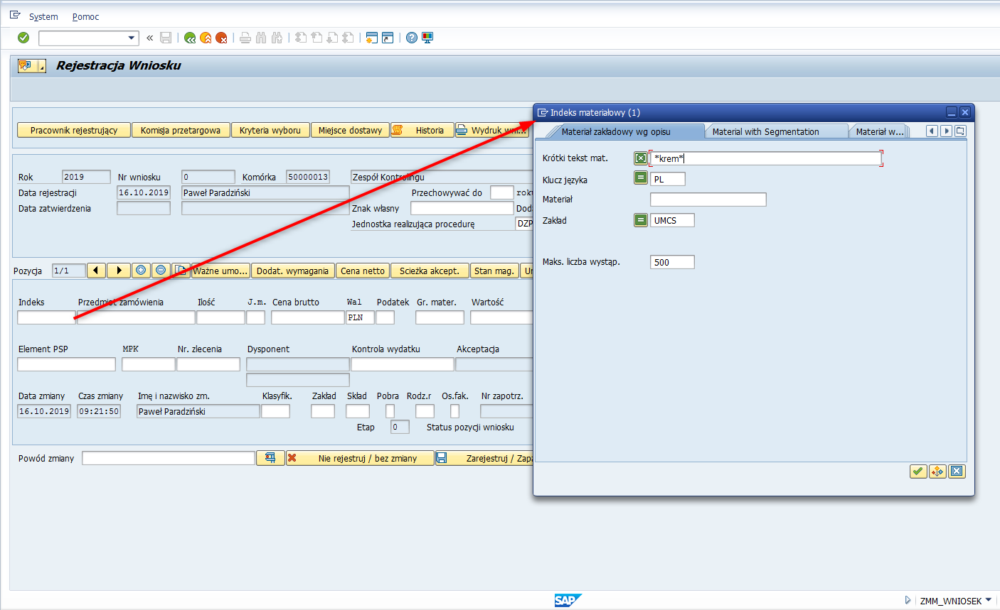 System Pomoc
Rejestracja Wniosku
Pracownik rejestrujący Komisja przetargowa Kryteria wyboru Miejsce dostawy Historia Wydruk wni...
Rok 2019 Nr wniosku 0 Komórka 50000013 Zespół Kontrolingu
Data rejestracji 16.10.2019 Paweł Paradziński Przechowywać do roku
Data zatwierdzenia Znak własny Doda
Jednostka realizująca procedurę DZP
Pozycja 1/1 Ważne umo... Dodat. wymagania Cena netto Scieżka akcept. Stan mag. Un
Indeks Przedmiot zamówienia Ilość J.m. Cena brutto Wal Podatek Gr. mater. Wartość
PLN
Element PSP MPK Nr. zlecenia Dysponent Kontrola wydatku Akceptacja
Data zmiany Czas zmiany Imę i nazwisko zm. Klasyfik. Zakład Skład Pobra Rodz.r Os.fak. Nr zapotrz.
16.10.2019 09:21:50 Paweł Paradziński
Etap 0 Status pozycji wniosku
Powód zmiany Nie rejestruj / bez zmiany Zarejestruj / Zapa
Indeks materiałowy (1)
Materiał zakładowy wg opisu Material with Segmentation Materiał w...
Krótki tekst mat. *krem*
Klucz języka PL
Materiał
Zakład UMCS
Maks. liczba wystąp. 500
SAP ZMM_WNIOSEK